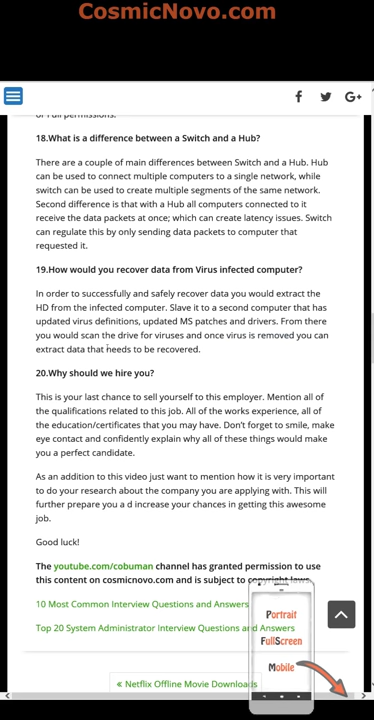 CosmicNovo.com
or Full permissions.
18.What is a difference between a Switch and a Hub?
There are a couple of main differences between Switch and a Hub. Hub
can be used to connect multiple computers to a single network, while
switch can be used to create multiple segments of the same network.
Second difference is that with a Hub all computers connected to it
receive the data packets at once; which can create latency issues. Switch
can regulate this by only sending data packets to computer that
requested it.
19.How would you recover data from Virus infected computer?
In order to successfully and safely recover data you would extract the
HD from the infected computer. Slave it to a second computer that has
updated virus definitions, updated MS patches and drivers. From there
you would scan the drive for viruses and once virus is removed you can
extract data that needs to be recovered.
20.Why should we hire you?
This is your last chance to sell yourself to this employer. Mention all of
the qualifications related to this job. All of the works experience, all of
the education/certificates that you may have. Don't forget to smile, make
eye contact and confidently explain why all of these things would make
you a perfect candidate.
As an addition to this video just want to mention how it is very important
to do your research about the company you are applying with. This will
further prepare you a d increase your chances in getting this awesome
job.
Good luck!
The youtube.com/cobuman channel has granted permission to use
this content on cosmicnovo.com and is subject to copyright laws.
10 Most Common Interview Questions and Answers
Top 20 System Administrator Interview Questions and Answers
« Netflix Offline Movie Downloads
Portrait
FullScreen
Mobile